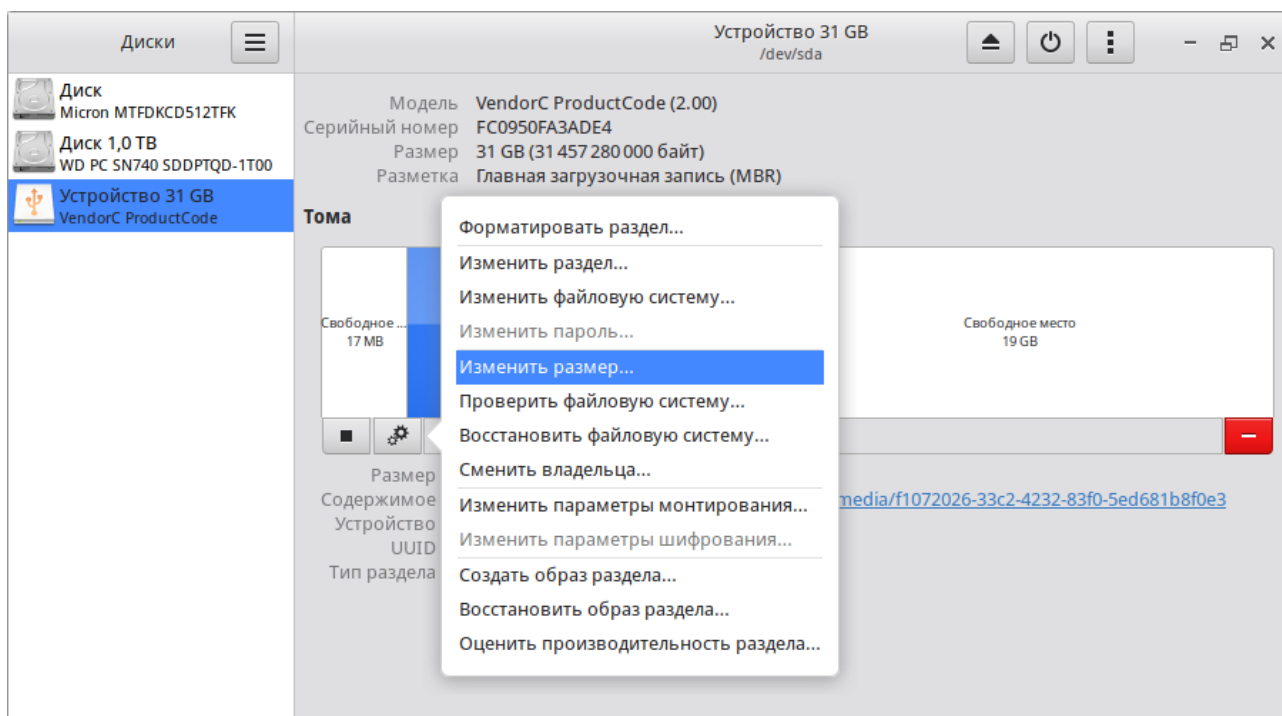 Диски
Устройство 31 GB
/dev/sda
Диск
Micron MTFDKCD512TFK
Диск 1,0 TB
WD PC SN740 SDDPTQD-1T00
Устройство 31 GB
VendorC ProductCode
Модель VendorC ProductCode (2.00)
Серийный номер FC0950FA3ADE4
Размер 31 GB (31 457 280 000 байт)
Разметка Главная загрузочная запись (MBR)
Тома
Свободное ...
17 MB
Свободное место
19 GB
Форматировать раздел...
Изменить раздел...
Изменить файловую систему...
Изменить пароль...
Изменить размер...
Проверить файловую систему...
Восстановить файловую систему...
Сменить владельца...
Изменить параметры монтирования...
Изменить параметры шифрования...
Создать образ раздела...
Восстановить образ раздела...
Оценить производительность раздела...
Размер
Содержимое media/f1072026-33c2-4232-83f0-5ed681b8f0e3
Устройство
UUID
Тип раздела